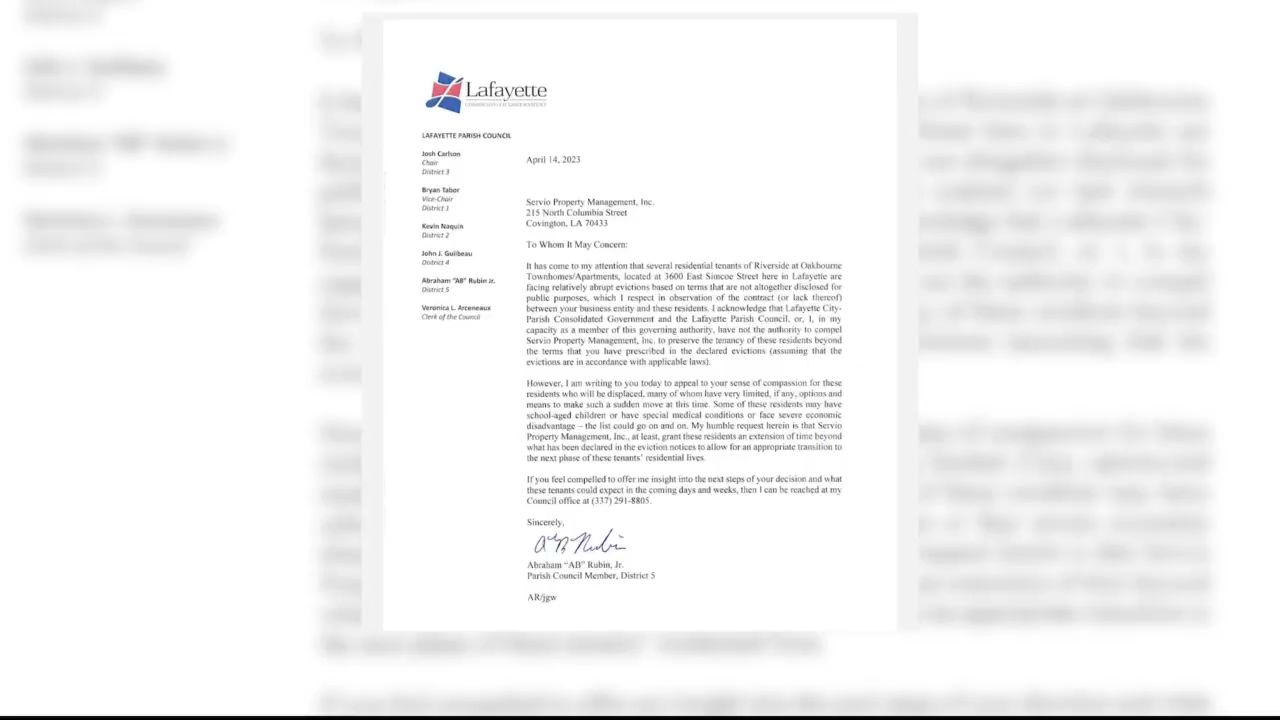 Lafayette
CONSOLIDATED GOVERNMENT
LAFAYETTE PARISH COUNCIL
Josh Carlson
Chair
District 3
Bryan Tabor
Vice-Chair
District 1
Kevin Naquin
District 2
John J. Guilbeau
District 4
Abraham "AB" Rubin Jr.
District 5
Veronica L. Arceneaux
Clerk of the Council
April 14, 2023
Servio Property Management, Inc.
215 North Columbia Street
Covington, LA 70433
To Whom It May Concern:
It has come to my attention that several residential tenants of Riverside at Oakbourne
Townhomes/Apartments, located at 3600 East Simcoe Street here in Lafayette are
facing relatively abrupt evictions based on terms that are not altogether disclosed for
public purposes, which I respect in observation of the contract (or lack thereof)
between your business entity and these residents. I acknowledge that Lafayette City-
Parish Consolidated Government and the Lafayette Parish Council, or, I, in my
capacity as a member of this governing authority, have not the authority to compel
Servio Property Management, Inc. to preserve the tenancy of these residents beyond
the terms that you have prescribed in the declared evictions (assuming that the
evictions are in accordance with applicable laws).
However, I am writing to you today to appeal to your sense of compassion for these
residents who will be displaced, many of whom have very limited, if any, options and
means to make such a sudden move at this time. Some of these residents may have
school-aged children or have special medical conditions or face severe economic
disadvantage – the list could go on and on. My humble request herein is that Servio
Property Management, Inc., at least, grant these residents an extension of time beyond
what has been declared in the eviction notices to allow for an appropriate transition to
the next phase of these tenants' residential lives.
If you feel compelled to offer me insight into the next steps of your decision and what
these tenants could expect in the coming days and weeks, then I can be reached at my
Council office at (337) 291-8805.
Sincerely,
AB Rubin
Abraham "AB" Rubin, Jr.
Parish Council Member, District 5
AR/jgw